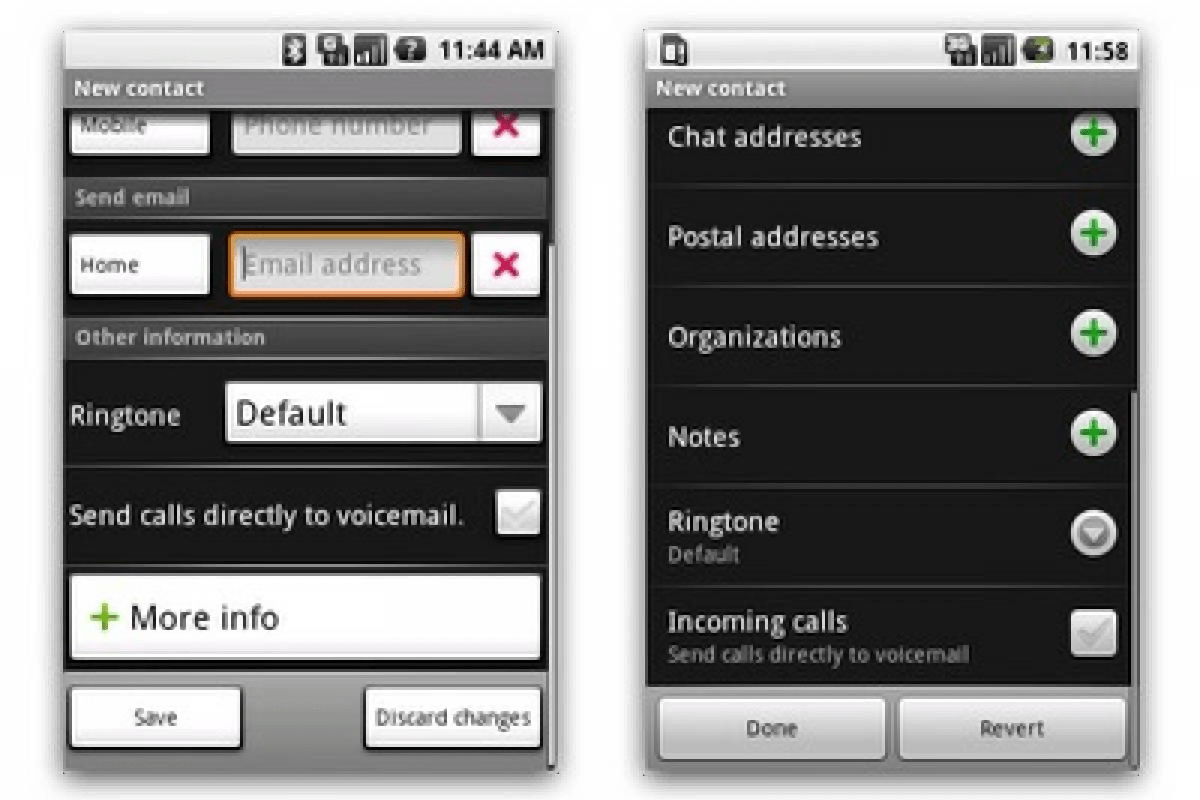 11:44 AM
New contact
Mobile
Phone number
Send email
Home
Email address
Other information
Ringtone
Default
Send calls directly to voicemail.
More info
Save
Discard changes
11:58
New contact
Chat addresses
Postal addresses
Organizations
Notes
Ringtone
Default
Incoming calls
Send calls directly to voicemail
Done
Revert